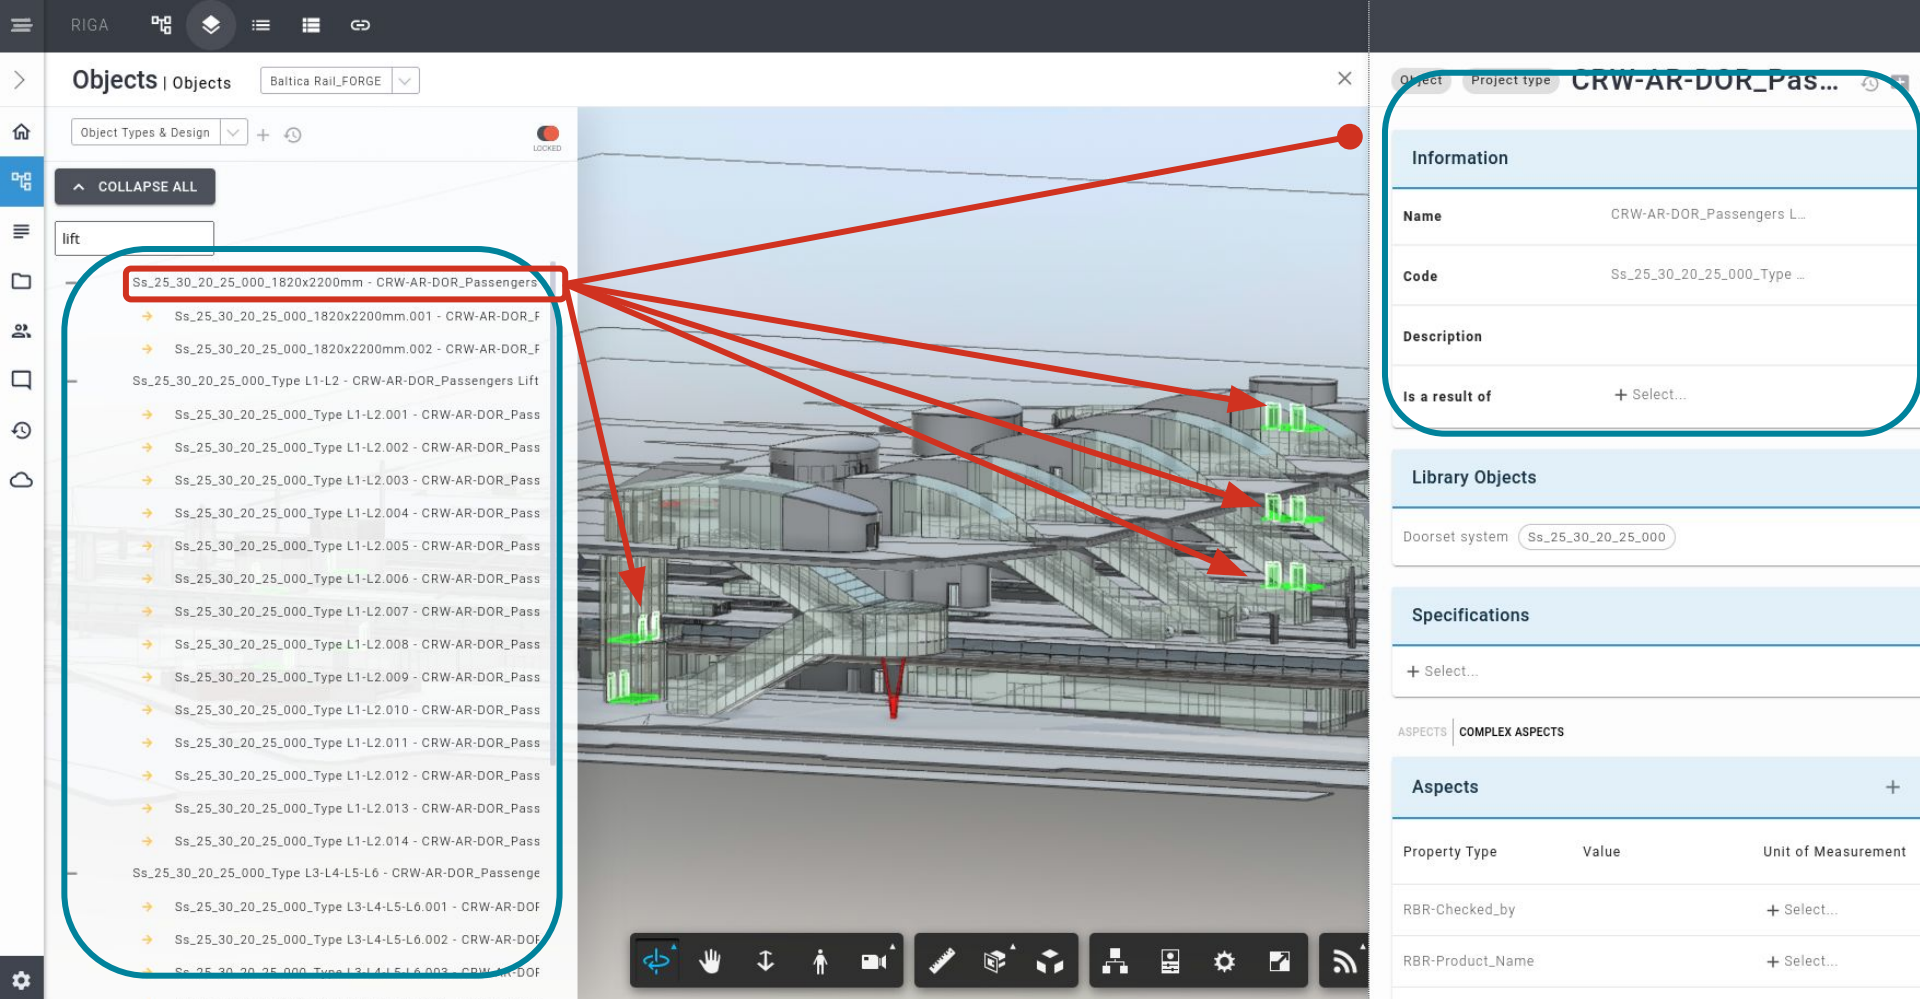 RIGA
Objects | Objects
Baltica Rail_FORGE
Object Types & Design
LOCKED
COLLAPSE ALL
lift
Ss_25_30_20_25_000_1820x2200mm - CRW-AR-DOR_Passengers
Ss_25_30_20_25_000_1820x2200mm.001 - CRW-AR-DOR_F
Ss_25_30_20_25_000_1820x2200mm.002 - CRW-AR-DOR_F
Ss_25_30_20_25_000_Type L1-L2 - CRW-AR-DOR_Passengers Lift
Ss_25_30_20_25_000_Type L1-L2.001 - CRW-AR-DOR_Pass
Ss_25_30_20_25_000_Type L1-L2.002 - CRW-AR-DOR_Pass
Ss_25_30_20_25_000_Type L1-L2.003 - CRW-AR-DOR_Pass
Ss_25_30_20_25_000_Type L1-L2.004 - CRW-AR-DOR_Pass
Ss_25_30_20_25_000_Type L1-L2.005 - CRW-AR-DOR_Pass
Ss_25_30_20_25_000_Type L1-L2.006 - CRW-AR-DOR_Pass
Ss_25_30_20_25_000_Type L1-L2.007 - CRW-AR-DOR_Pass
Ss_25_30_20_25_000_Type L1-L2.008 - CRW-AR-DOR_Pass
Ss_25_30_20_25_000_Type L1-L2.009 - CRW-AR-DOR_Pass
Ss_25_30_20_25_000_Type L1-L2.010 - CRW-AR-DOR_Pass
Ss_25_30_20_25_000_Type L1-L2.011 - CRW-AR-DOR_Pass
Ss_25_30_20_25_000_Type L1-L2.012 - CRW-AR-DOR_Pass
Ss_25_30_20_25_000_Type L1-L2.013 - CRW-AR-DOR_Pass
Ss_25_30_20_25_000_Type L1-L2.014 - CRW-AR-DOR_Pass
Ss_25_30_20_25_000_Type L3-L4-L5-L6 - CRW-AR-DOR_Passenge
Ss_25_30_20_25_000_Type L3-L4-L5-L6.001 - CRW-AR-DOF
Ss_25_30_20_25_000_Type L3-L4-L5-L6.002 - CRW-AR-DOF
Ss_25_30_20_25_000_Type L3-L4-L5-L6.003 - CRW-AR-DOF
Object
Project type
CRW-AR-DOR_Pas...
Information
Name CRW-AR-DOR_Passengers L...
Code Ss_25_30_20_25_000_Type ...
Description
Is a result of + Select...
Library Objects
Doorset system Ss_25_30_20_25_000
Specifications
+ Select...
ASPECTS | COMPLEX ASPECTS
Aspects
Property Type Value Unit of Measurement
RBR-Checked_by + Select...
RBR-Product_Name + Select...